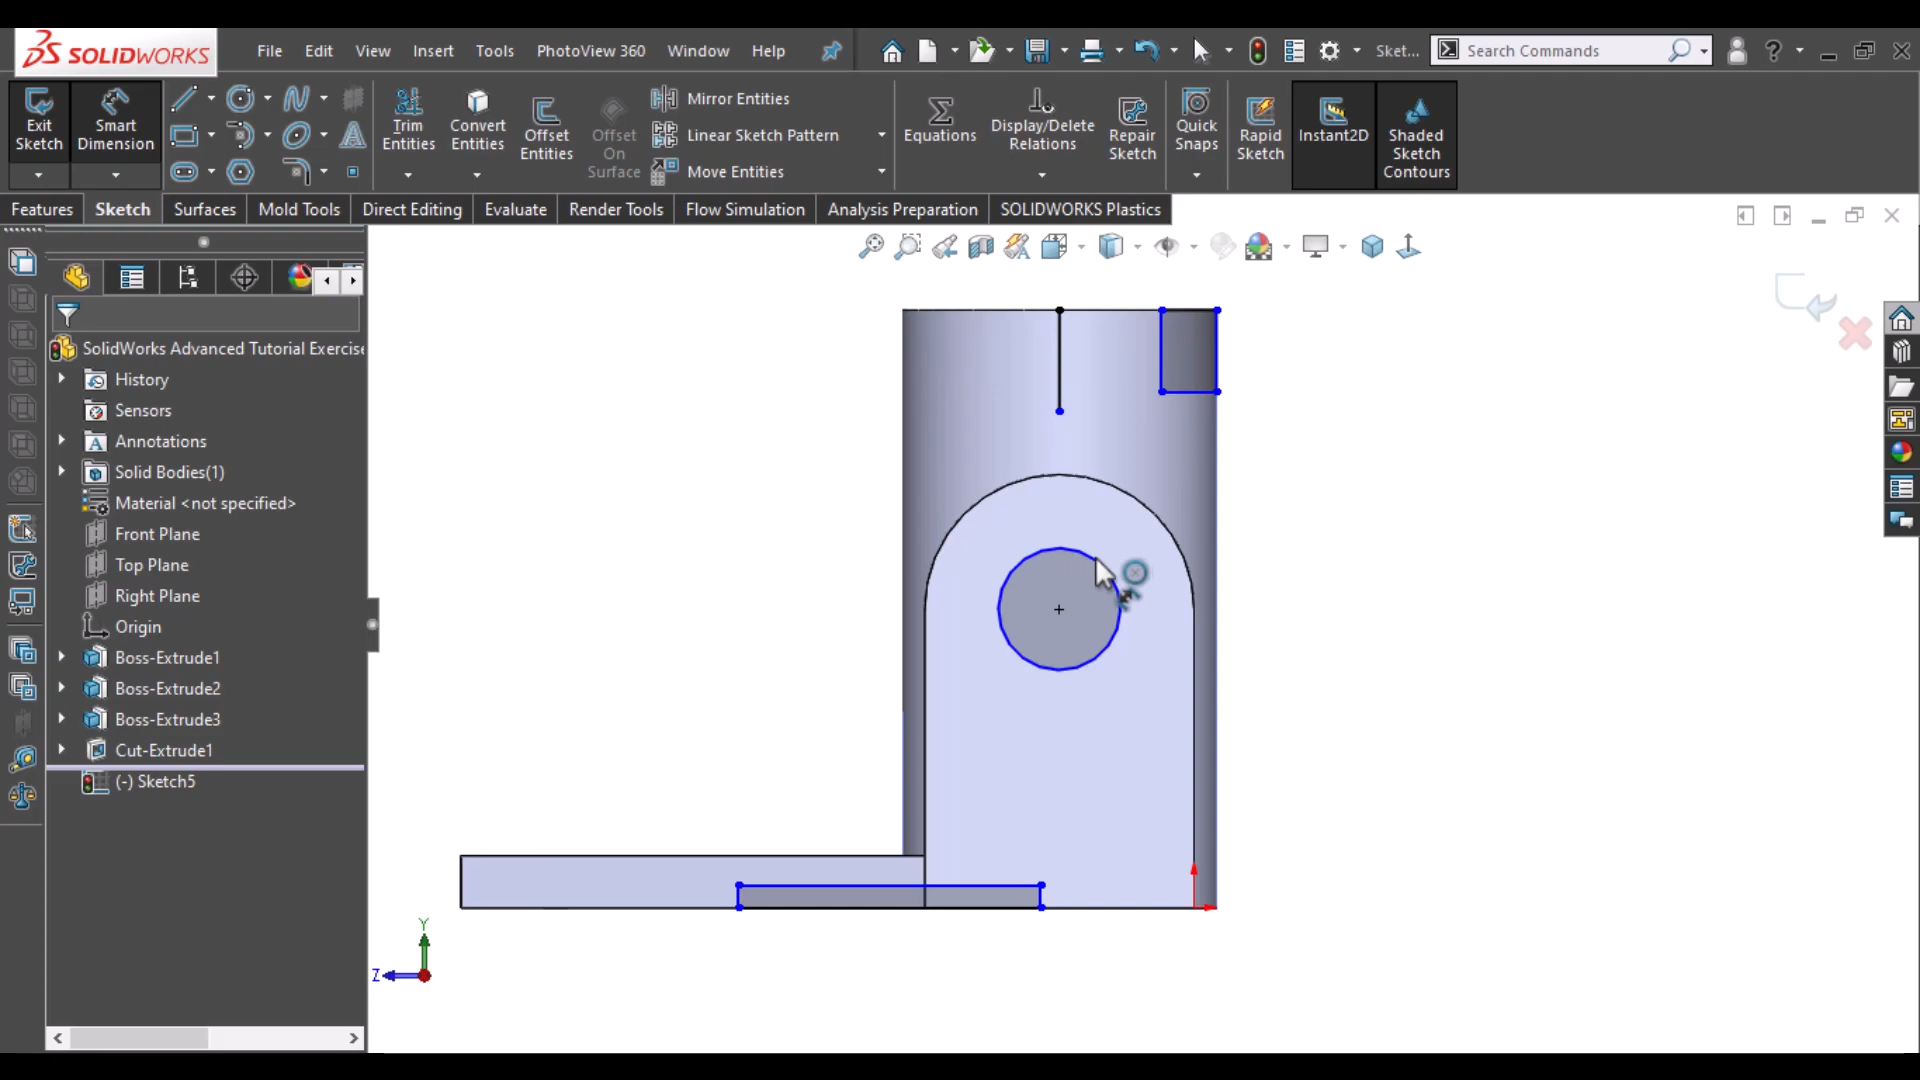 SOLIDWORKS File Edit View Insert Tools PhotoView 360 Window Help Sket... Search Commands
Exit Sketch
Smart Dimension
Trim Entities
Convert Entities
Offset Entities
Offset On Surface
Mirror Entities
Linear Sketch Pattern
Move Entities
Equations
Display/Delete Relations
Repair Sketch
Quick Snaps
Rapid Sketch
Instant2D
Shaded Sketch Contours
Features Sketch Surfaces Mold Tools Direct Editing Evaluate Render Tools Flow Simulation Analysis Preparation SOLIDWORKS Plastics
SolidWorks Advanced Tutorial Exercise
History
Sensors
Annotations
Solid Bodies(1)
Material <not specified>
Front Plane
Top Plane
Right Plane
Origin
Boss-Extrude1
Boss-Extrude2
Boss-Extrude3
Cut-Extrude1
(-) Sketch5
Y
Z